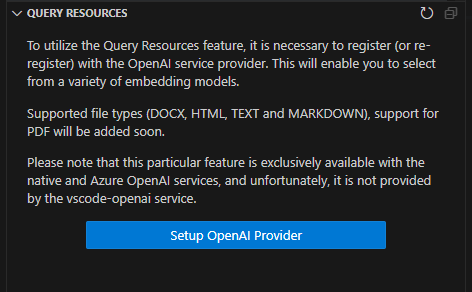 QUERY RESOURCES
To utilize the Query Resources feature, it is necessary to register (or re-
register) with the OpenAI service provider. This will enable you to select
from a variety of embedding models.
Supported file types (DOCX, HTML, TEXT and MARKDOWN), support for
PDF will be added soon.
Please note that this particular feature is exclusively available with the
native and Azure OpenAI services, and unfortunately, it is not provided
by the vscode-openai service.
Setup OpenAI Provider